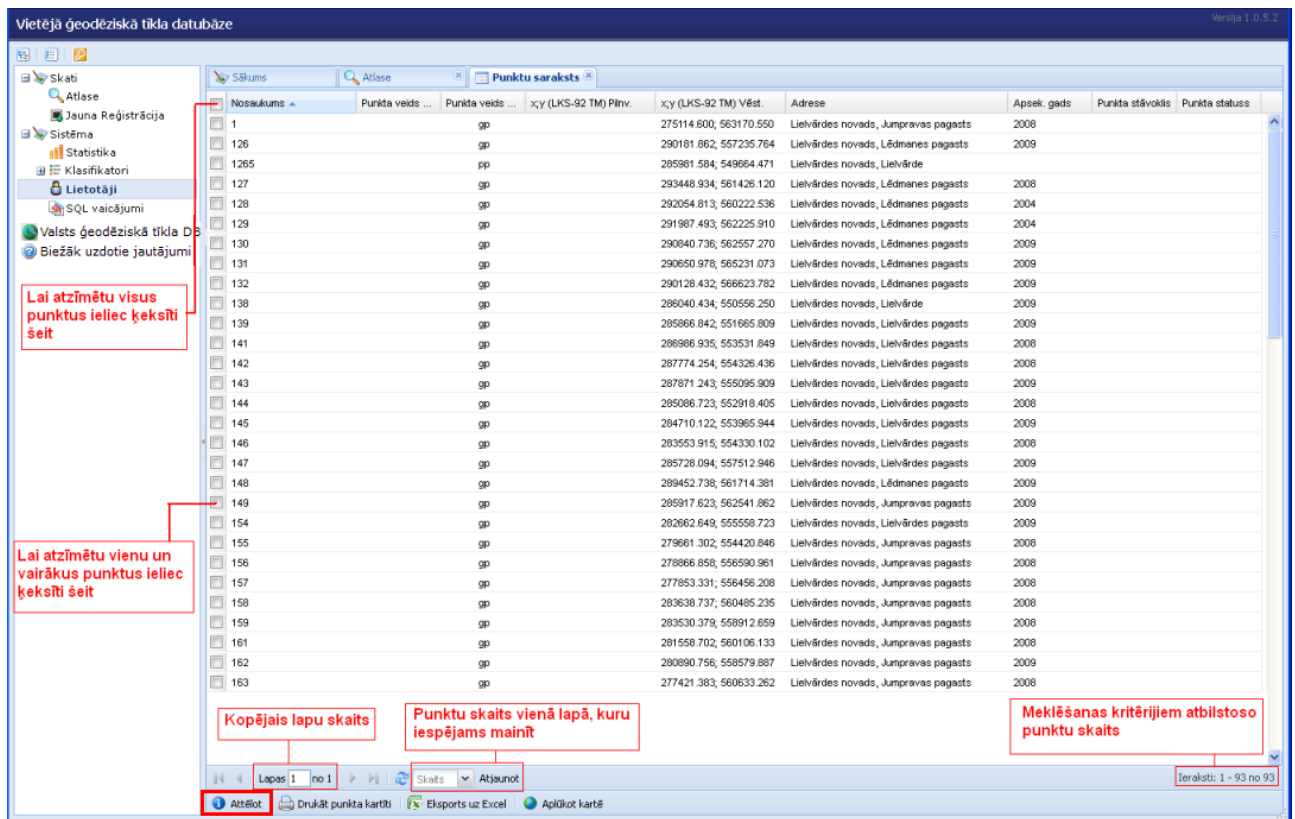 Vietējā ģeodēziskā tīkla datubāze
Versija 1.0.5.2
Skati
Atlase
Jauna Reģistrācija
Sistēma
Statistika
Klasifikatori
Lietotāji
SQL vaicājumi
Valsts ģeodēziskā tīkla DB
Biežāk uzdotie jautājumi
Lai atzīmētu visus
punktus ieliec ķeksīti
šeit
Lai atzīmētu vienu un
vairākus punktus ieliec
ķeksīti šeit
Sākums Atlase Punktu saraksts
Nosaukums Punkta veids ... Punkta veids ... x;y (LKS-92 TM) Pilnv. x;y (LKS-92 TM) Vēst. Adrese Apsek. gads Punkta stāvoklis Punkta statuss
1 gp 275114.600; 563170.550 Lielvārdes novads, Jumpravas pagasts 2008
126 gp 290181.862; 557235.764 Lielvārdes novads, Lēdmanes pagasts 2009
1265 pp 285981.584; 549664.471 Lielvārdes novads, Lielvārde
127 gp 293448.934; 561426.120 Lielvārdes novads, Lēdmanes pagasts 2008
128 gp 292054.813; 560222.536 Lielvārdes novads, Lēdmanes pagasts 2004
129 gp 291987.493; 562225.910 Lielvārdes novads, Lēdmanes pagasts 2004
130 gp 290840.736; 562557.270 Lielvārdes novads, Lēdmanes pagasts 2009
131 gp 290650.978; 565231.073 Lielvārdes novads, Lēdmanes pagasts 2009
132 gp 290128.432; 566623.782 Lielvārdes novads, Lēdmanes pagasts 2009
138 gp 286040.434; 550556.250 Lielvārdes novads, Lielvārde 2009
139 gp 285866.842; 551665.809 Lielvārdes novads, Lielvārdes pagasts 2009
141 gp 286986.935; 553531.849 Lielvārdes novads, Lielvārdes pagasts 2008
142 gp 287774.254; 554326.436 Lielvārdes novads, Lielvārdes pagasts 2008
143 gp 287871.243; 555095.909 Lielvārdes novads, Lielvārdes pagasts 2009
144 gp 285086.723; 552918.405 Lielvārdes novads, Lielvārdes pagasts 2008
145 gp 284710.122; 553965.944 Lielvārdes novads, Lielvārdes pagasts 2009
146 gp 283553.915; 554330.102 Lielvārdes novads, Lielvārdes pagasts 2008
147 gp 285728.094; 557512.946 Lielvārdes novads, Lielvārdes pagasts 2009
148 gp 289452.738; 561714.381 Lielvārdes novads, Lēdmanes pagasts 2009
149 gp 285917.623; 562541.862 Lielvārdes novads, Jumpravas pagasts 2009
154 gp 282662.649; 555558.723 Lielvārdes novads, Lielvārdes pagasts 2009
155 gp 279661.302; 554420.846 Lielvārdes novads, Jumpravas pagasts 2008
156 gp 278866.858; 556590.961 Lielvārdes novads, Jumpravas pagasts 2008
157 gp 277853.331; 556456.208 Lielvārdes novads, Jumpravas pagasts 2008
158 gp 283638.737; 560485.235 Lielvārdes novads, Jumpravas pagasts 2008
159 gp 283530.379; 558912.659 Lielvārdes novads, Jumpravas pagasts 2008
161 gp 281558.702; 560106.133 Lielvārdes novads, Jumpravas pagasts 2008
162 gp 280890.756; 558579.887 Lielvārdes novads, Jumpravas pagasts 2009
163 gp 277421.383; 560633.262 Lielvārdes novads, Jumpravas pagasts 2008
Kopējais lapu skaits
Punktu skaits vienā lapā, kuru
iespējams mainīt
Meklēšanas kritērijiem atbilstoso
punktu skaits
Lapas 1 no 1 Skaits Atjaunot Ieraksti: 1 - 93 no 93
Attēlot Drukāt punkta kartīti Eksports uz Excel Aplūkot kartē